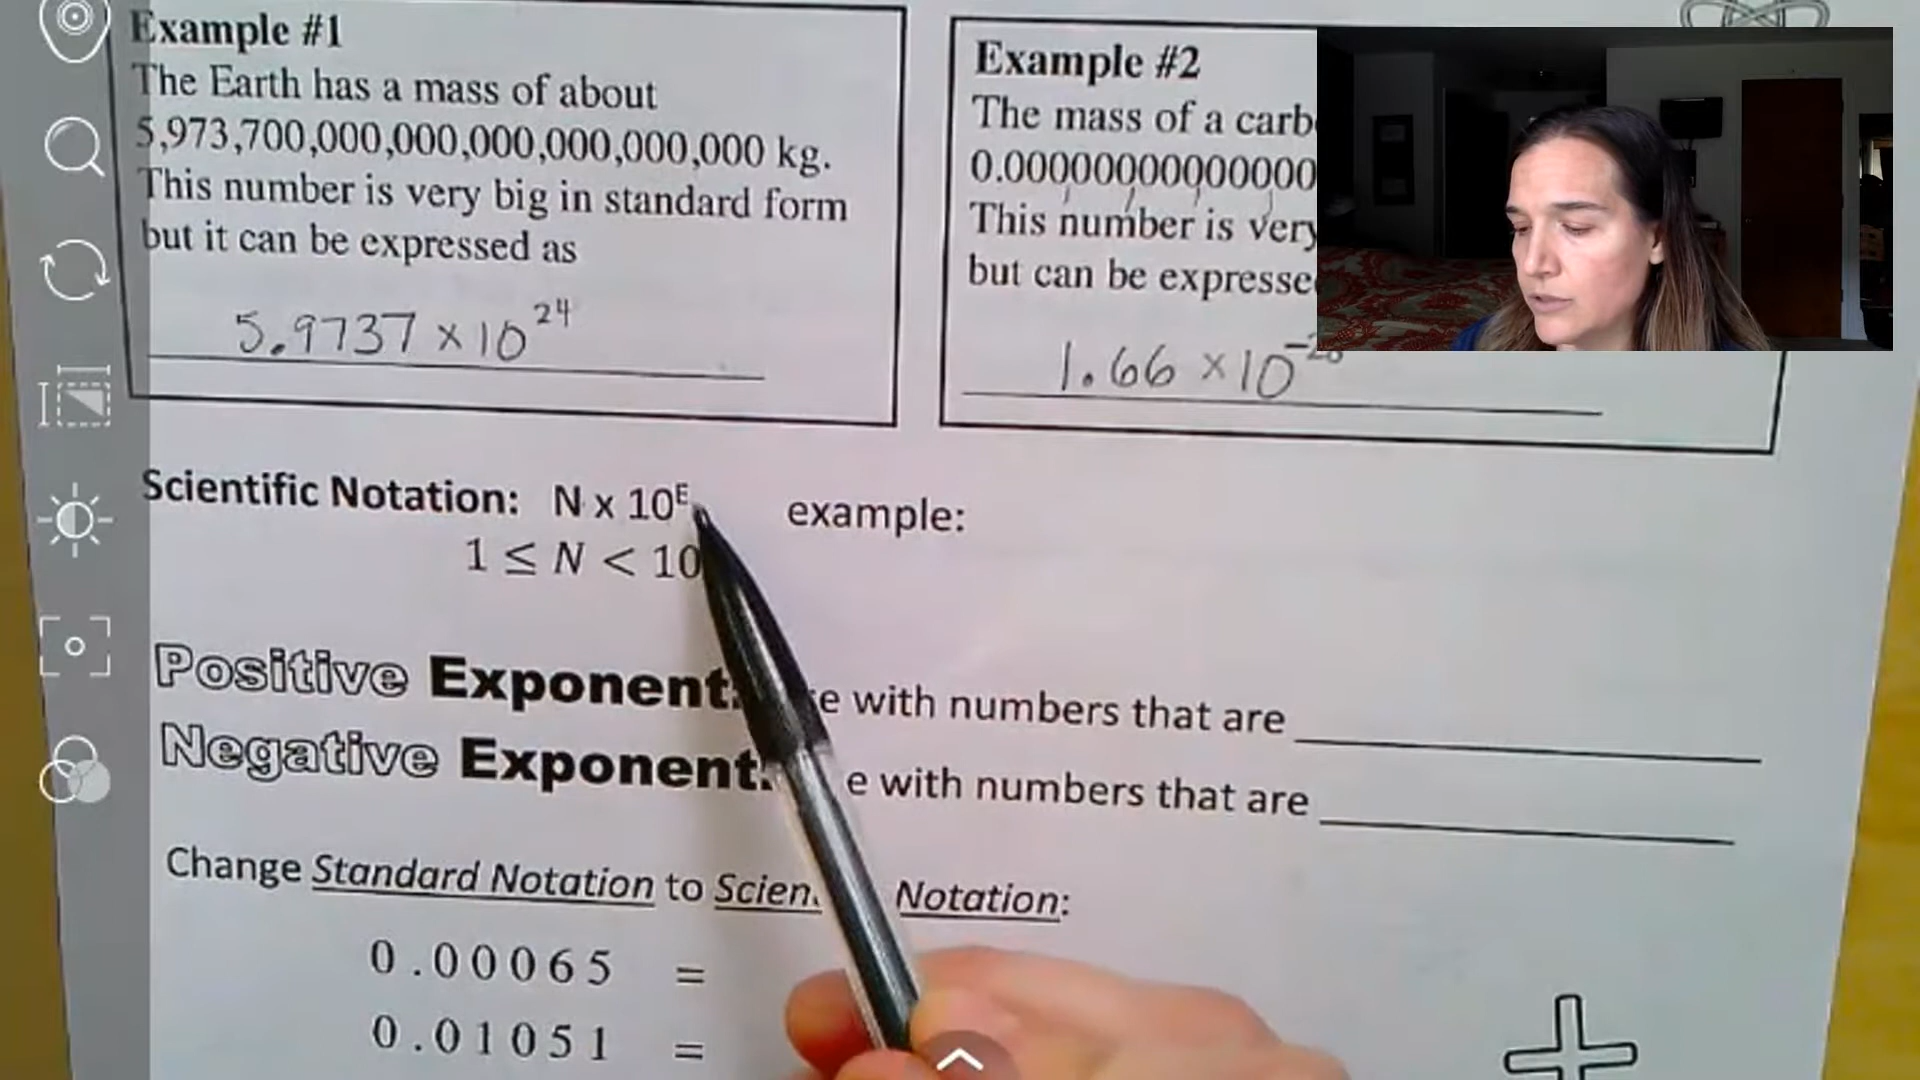 Example #1
The Earth has a mass of about
5,973,700,000,000,000,000,000,000 kg.
This number is very big in standard form
but it can be expressed as
5.9737 × 10²⁴
Example #2
The mass of a carb
0.00000000000000
This number is very
but can be expresse
1.66 × 10
Scientific Notation: N x 10ᴱ example:
1 ≤ N < 10
Positive Exponent with numbers that are
Negative Exponent with numbers that are
Change Standard Notation to Notation:
0.00065 =
0.01051 =